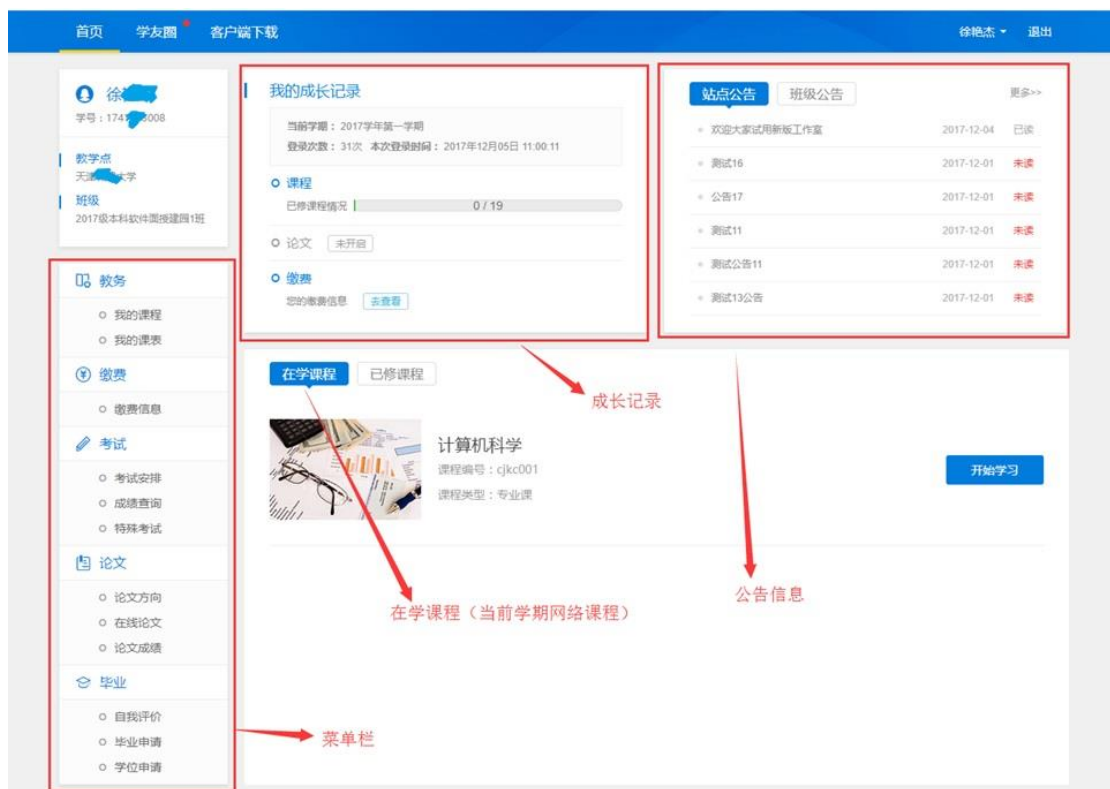 首页 学友圈 客户端下载 徐艳杰 退出
徐
学号：174 3008
教学点
天 大学
班级
2017级本科软件面授建园1班
教务
我的课程
我的课表
缴费
缴费信息
考试
考试安排
成绩查询
特殊考试
论文
论文方向
在线论文
论文成绩
毕业
自我评价
毕业申请
学位申请
菜单栏
我的成长记录
当前学期：2017学年第一学期
登录次数：31次 本次登录时间：2017年12月05日 11:00:11
课程
已修课程情况 0 / 19
论文 未开启
缴费
您的缴费信息 去查看
成长记录
站点公告 班级公告 更多>>
欢迎大家试用新版工作室 2017-12-04 已读
测试16 2017-12-01 未读
公告17 2017-12-01 未读
测试11 2017-12-01 未读
测试公告11 2017-12-01 未读
测试13公告 2017-12-01 未读
公告信息
在学课程 已修课程
计算机科学
课程编号：cjkc001
课程类型：专业课
开始学习
在学课程（当前学期网络课程）